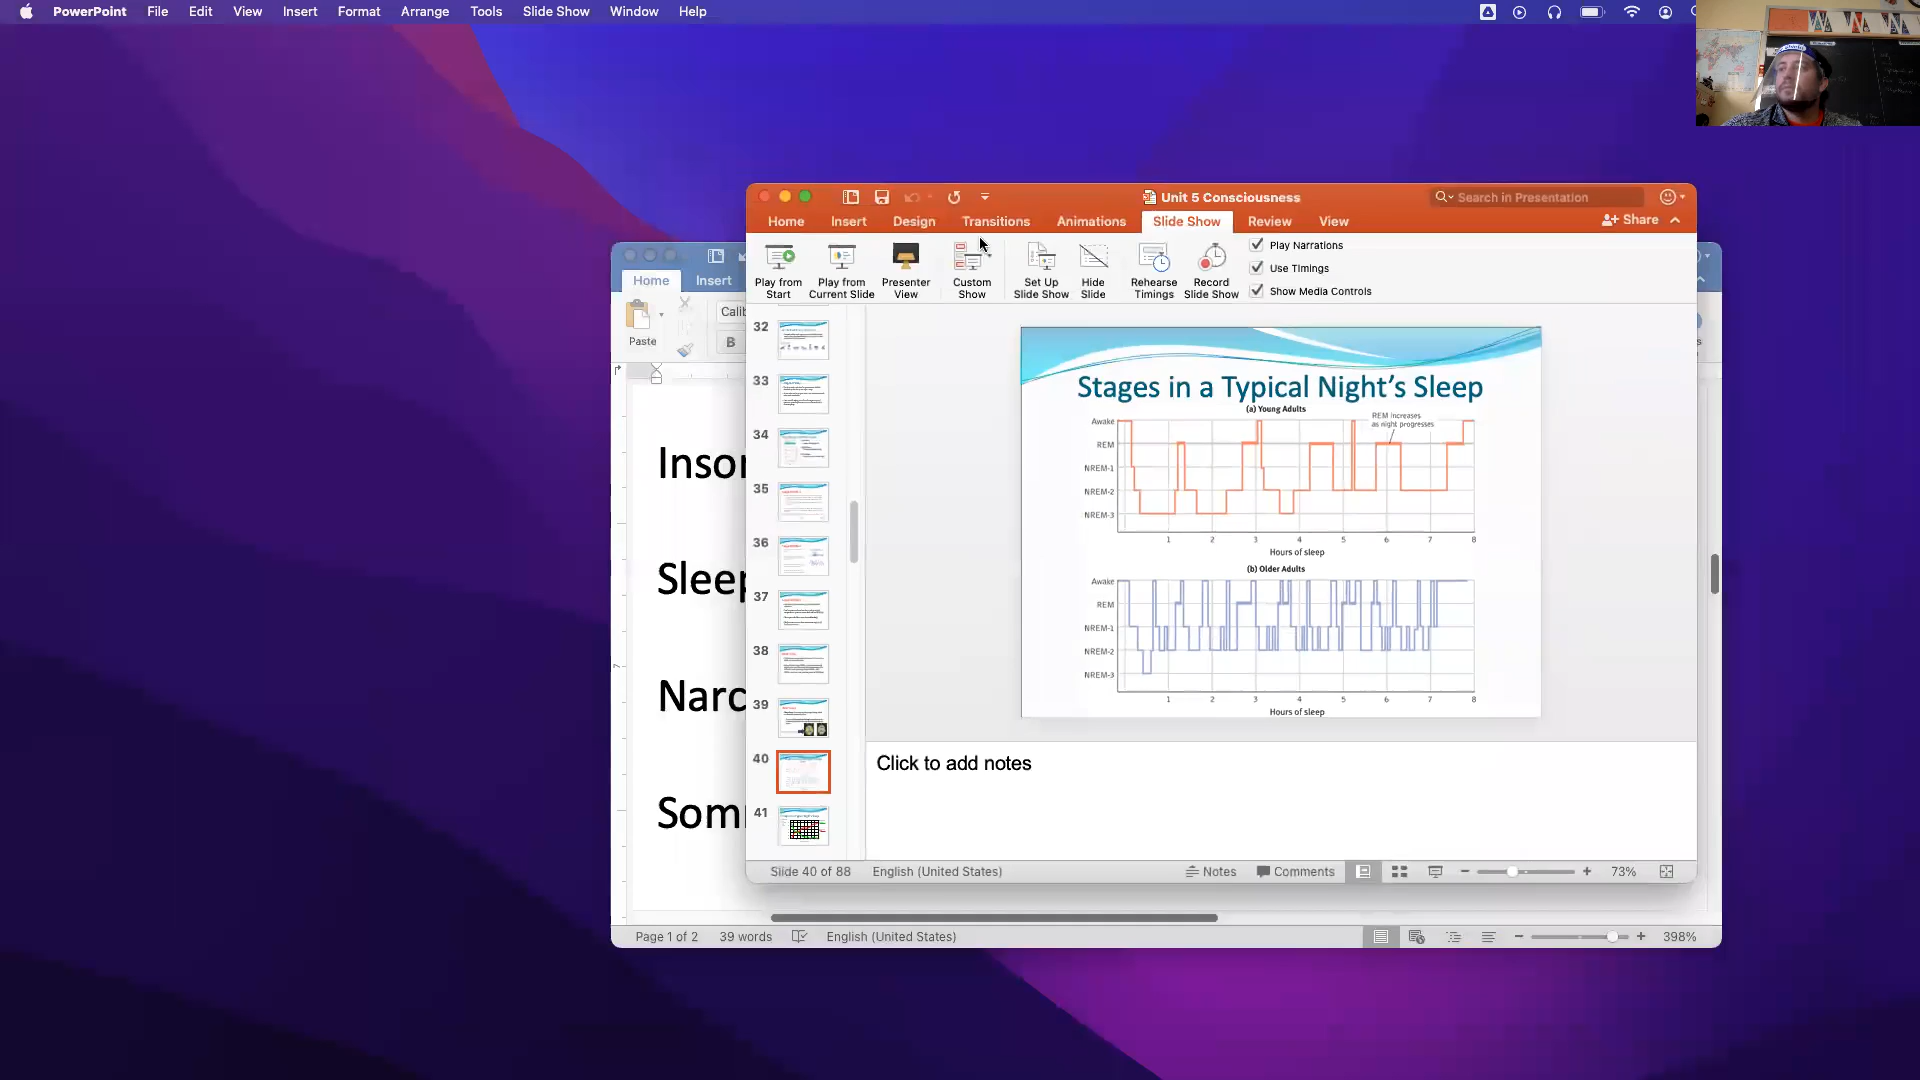 PowerPoint File Edit View Insert Format Arrange Tools Slide Show Window Help
Unit 5 Consciousness
Search in Presentation
Home Insert Design Transitions Animations Slide Show Review View
Share
Play from Start
Play from Current Slide
Presenter View
Custom Show
Set Up Slide Show
Hide Slide
Rehearse Timings
Record Slide Show
Play Narrations
Use Timings
Show Media Controls
Home Insert
Paste
Calib
B
Insor
Sleep
Narc
Som
32
33
34
35
36
37
38
39
40
41
Stages in a Typical Night's Sleep
(a) Young Adults
REM increases
as night progresses
Awake
REM
NREM-1
NREM-2
NREM-3
1 2 3 4 5 6 7 8
Hours of sleep
(b) Older Adults
Awake
REM
NREM-1
NREM-2
NREM-3
1 2 3 4 5 6 7 8
Hours of sleep
Click to add notes
Slide 40 of 88 English (United States) Notes Comments 73%
Page 1 of 2 39 words English (United States) 398%